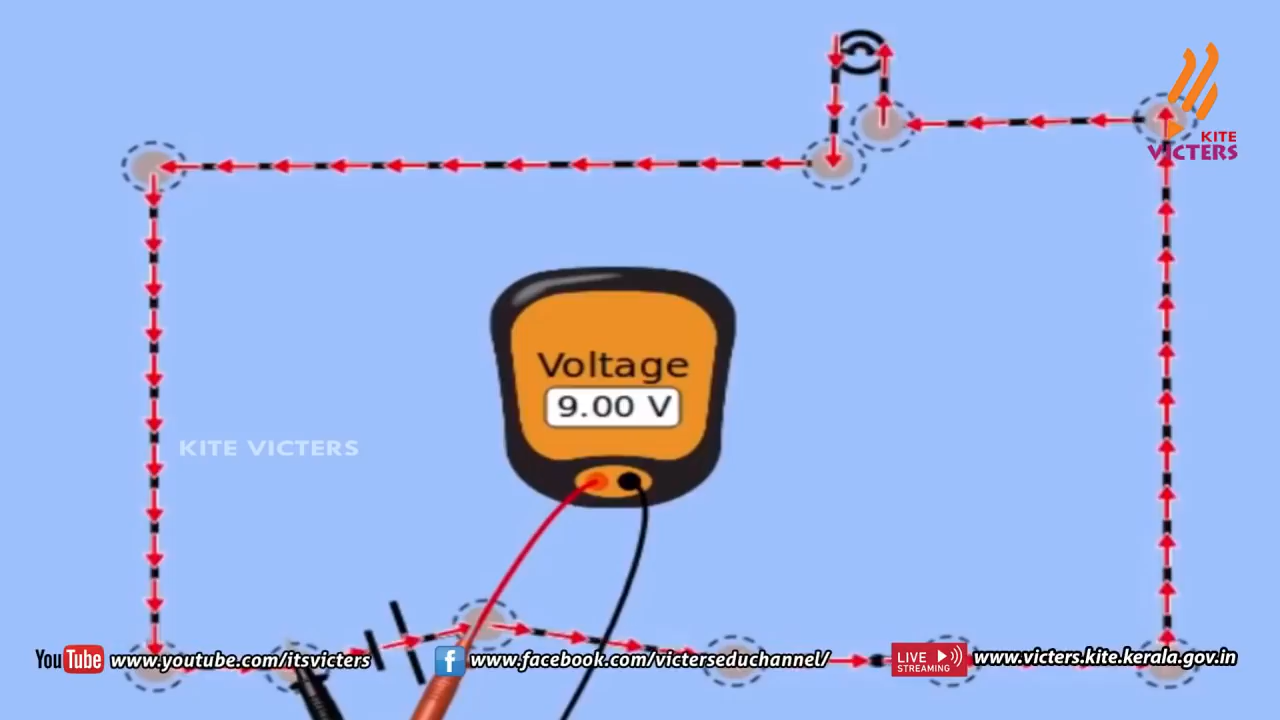 KITE
VICTERS
Voltage
9.00 V
KITE VICTERS
YouTube www.youtube.com/itsvicters
f www.facebook.com/victerseduchannel/
LIVE
STREAMING
www.victers.kite.kerala.gov.in